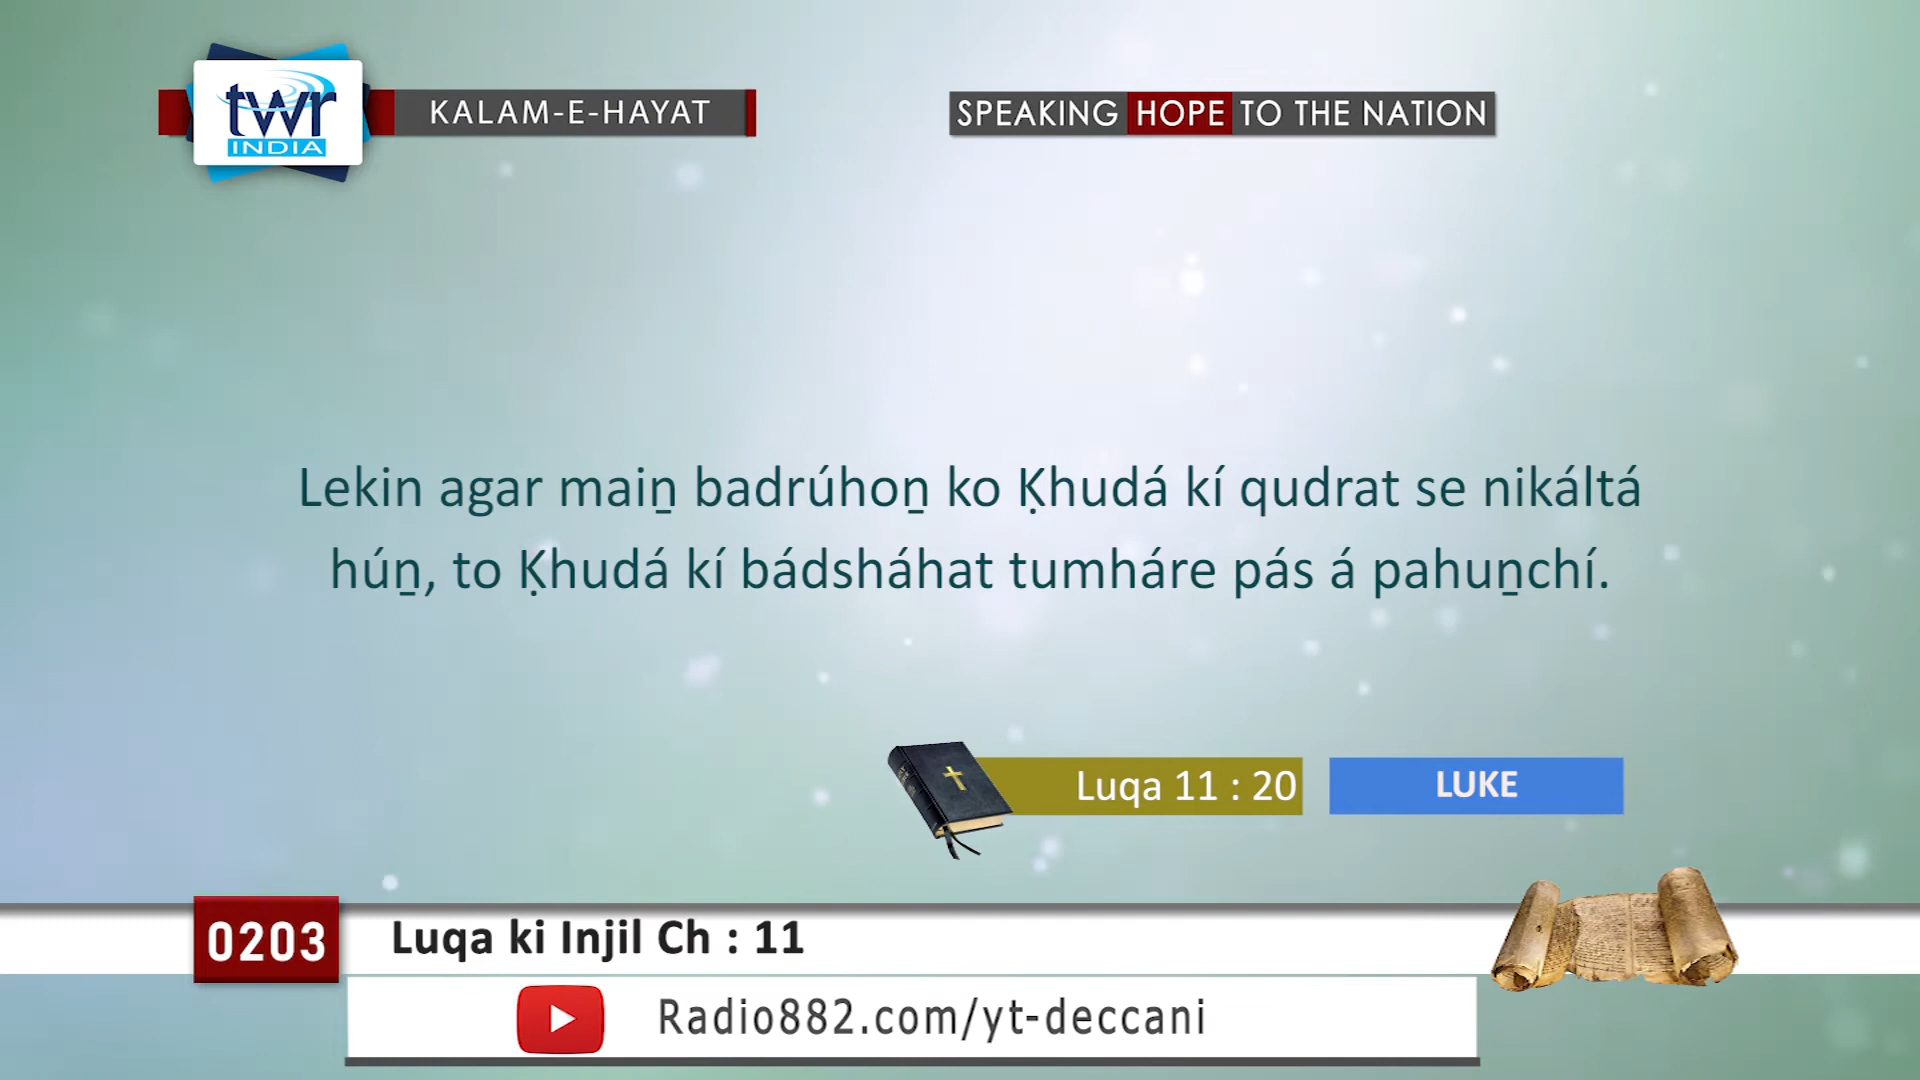 twr
INDIA
KALAM-E-HAYAT
SPEAKING HOPE TO THE NATION
Lekin agar maiṉ badrúhoṉ ko Ḳhudá kí qudrat se nikáltá
húṉ, to Ḳhudá kí bádsháhat tumháre pás á pahuṉchí.
Luqa 11 : 20
LUKE
0203
Luqa ki Injil Ch : 11
Radio882.com/yt-deccani